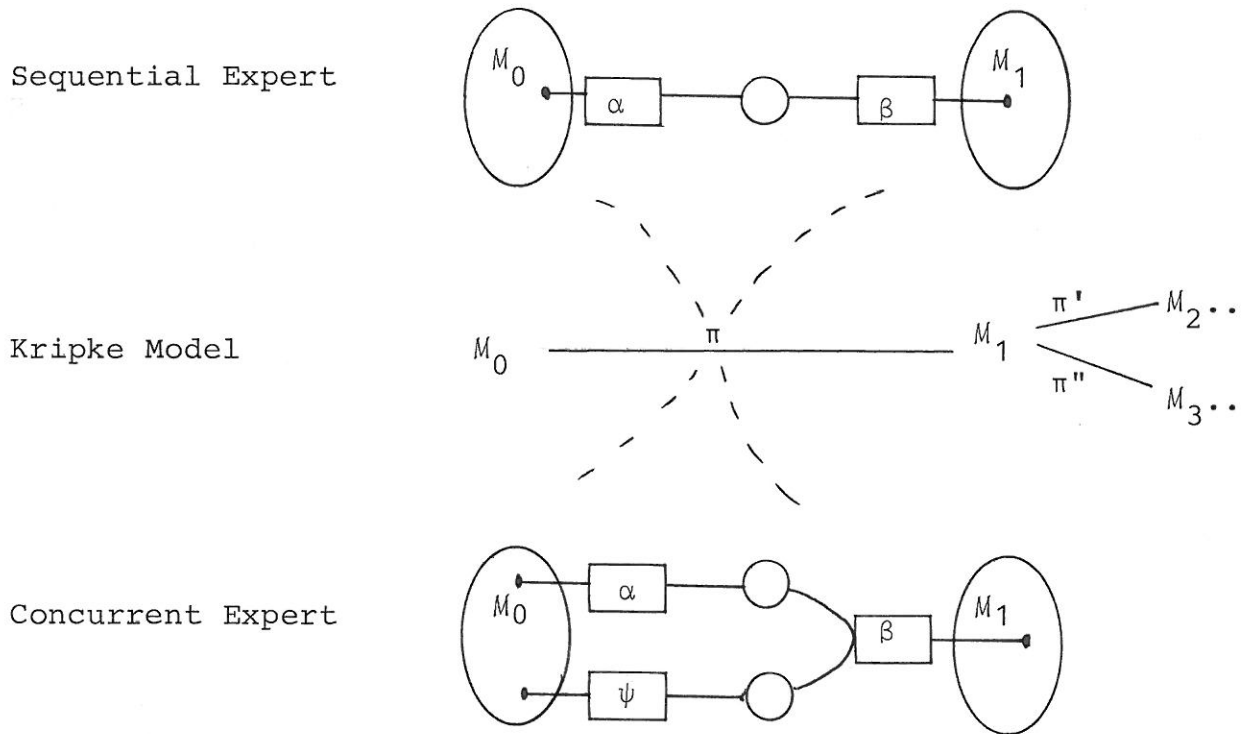 Sequential Expert
M0 α β M1
Kripke Model
M0 π M1 π' M2..
π" M3..
Concurrent Expert
M0 α β M1
ψ